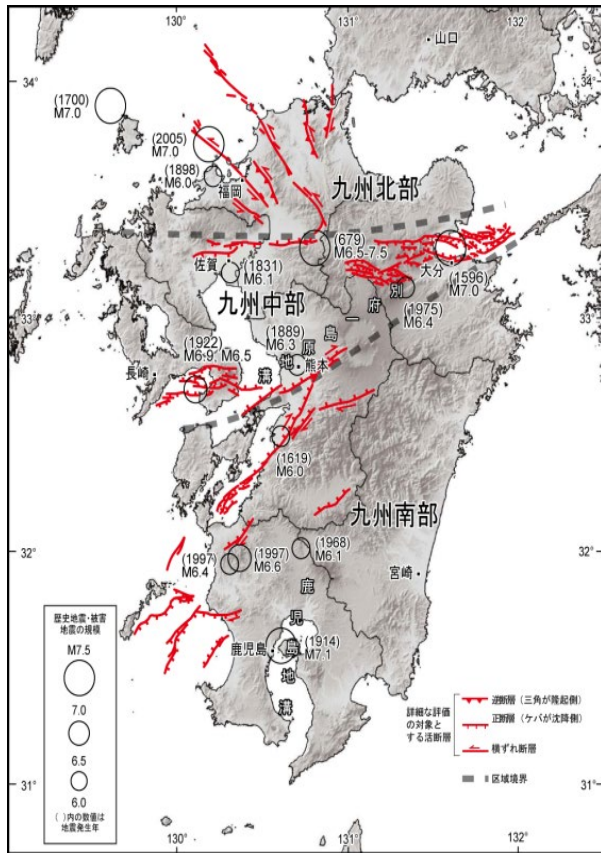 130°
131°
132°
山口
34°
34°
(1700)
M7.0
(2005)
M7.0
(1898)
M6.0
福岡
九州北部
(679)
M6.5-7.5
佐賀
(1831)
M6.1
大分
(1596)
M7.0
九州中部
別府ー島原地溝
(1975)
M6.4
33°
33°
(1889)
M6.3
熊本
(1922)
M6.9, M6.5
長崎
(1619)
M6.0
九州南部
32°
32°
(1997)
M6.4
(1997)
M6.6
(1968)
M6.1
宮崎
鹿児島地溝
鹿児島
(1914)
M7.1
歴史地震・被害
地震の規模
M7.5
7.0
6.5
6.0
( )内の数値は
地震発生年
詳細な評価
の対象と
する活断層
逆断層(三角が隆起側)
正断層(ケバが沈降側)
横ずれ断層
区域境界
31°
31°
130°
131°
132°